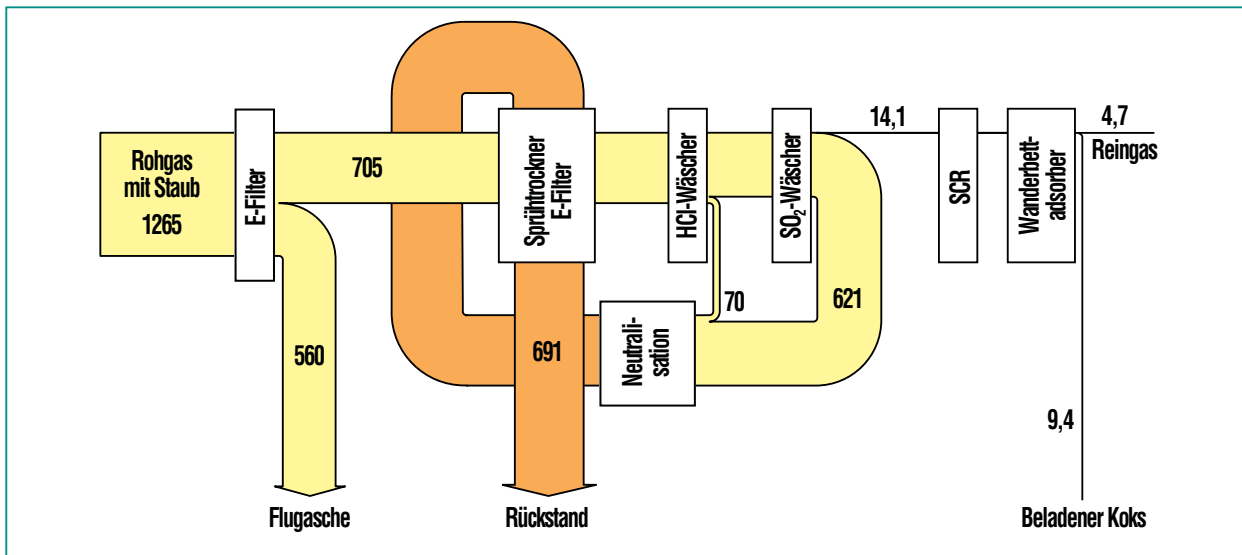 Rohgas
mit Staub
1265
E-Filter
705
560
Flugasche
Sprühtrockner
E-Filter
691
Rückstand
HCl-Wäscher
70
Neutrali-
sation
SO₂-Wäscher
621
14,1
SCR
Wanderbett-
adsorber
4,7
Reingas
9,4
Beladener Koks